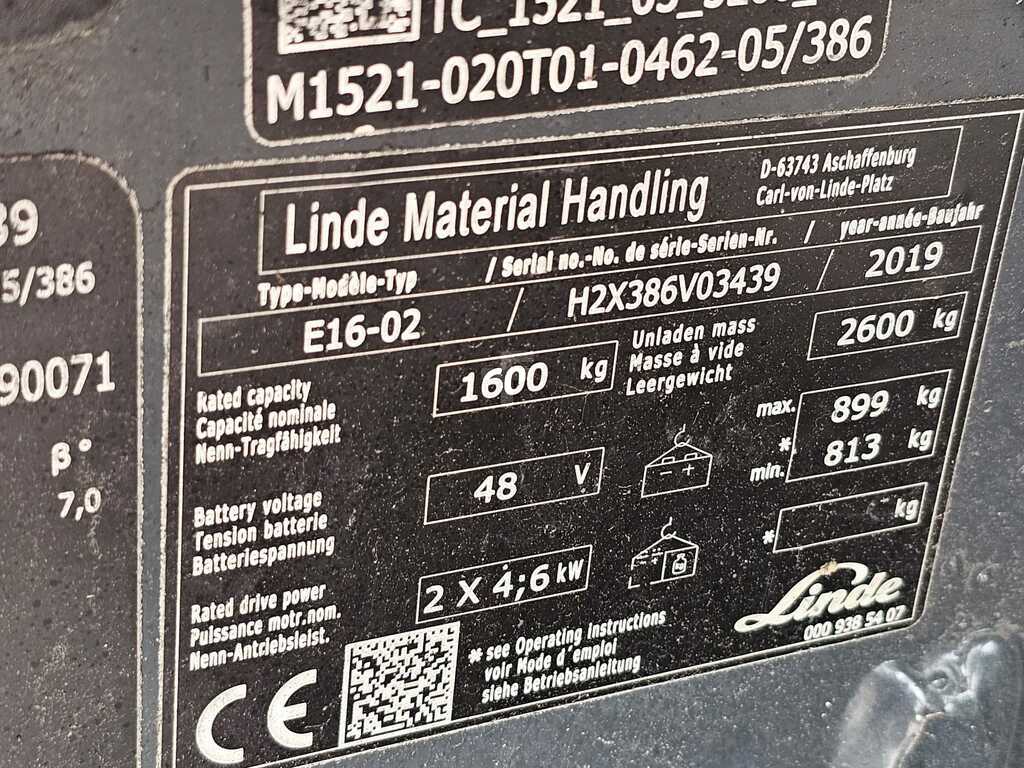 M1521-020T01-0462-05/386
39
5/386
90071
β°
7,0
Linde Material Handling
D-63743 Aschaffenburg
Carl-von-Linde-Platz
Type-Modèle-Typ / Serial no.-No. de série-Serien-Nr. / year-année-Baujahr
E16-02 / H2X386V03439 / 2019
Rated capacity
Capacité nominale
Nenn-Tragfähigkeit
1600 kg
Unladen mass
Masse à vide
Leergewicht
2600 kg
Battery voltage
Tension batterie
Batteriespannung
48 V
- +
max. 899 kg
*
min. 813 kg
Rated drive power
Puissance motr.nom.
Nenn-Antriebsleist.
2 X 4;6 kW
kg
* kg
* see Operating Instructions
voir Mode d'emploi
siehe Betriebsanleitung
Linde
000 938 54 07
CE